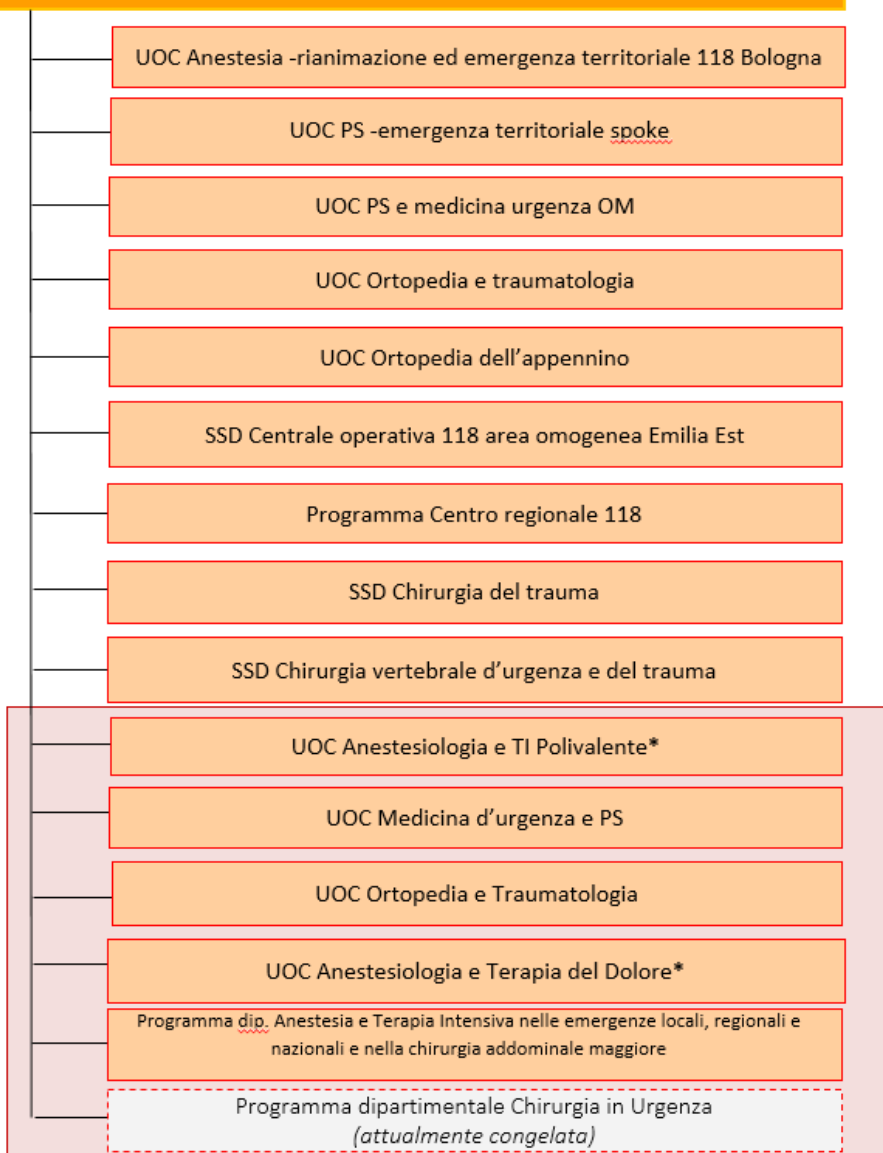 UOC Anestesia -rianimazione ed emergenza territoriale 118 Bologna
UOC PS -emergenza territoriale spoke
UOC PS e medicina urgenza OM
UOC Ortopedia e traumatologia
UOC Ortopedia dell’appennino
SSD Centrale operativa 118 area omogenea Emilia Est
Programma Centro regionale 118
SSD Chirurgia del trauma
SSD Chirurgia vertebrale d’urgenza e del trauma
UOC Anestesiologia e TI Polivalente*
UOC Medicina d’urgenza e PS
UOC Ortopedia e Traumatologia
UOC Anestesiologia e Terapia del Dolore*
Programma dip. Anestesia e Terapia Intensiva nelle emergenze locali, regionali e
nazionali e nella chirurgia addominale maggiore
Programma dipartimentale Chirurgia in Urgenza
(attualmente congelata)